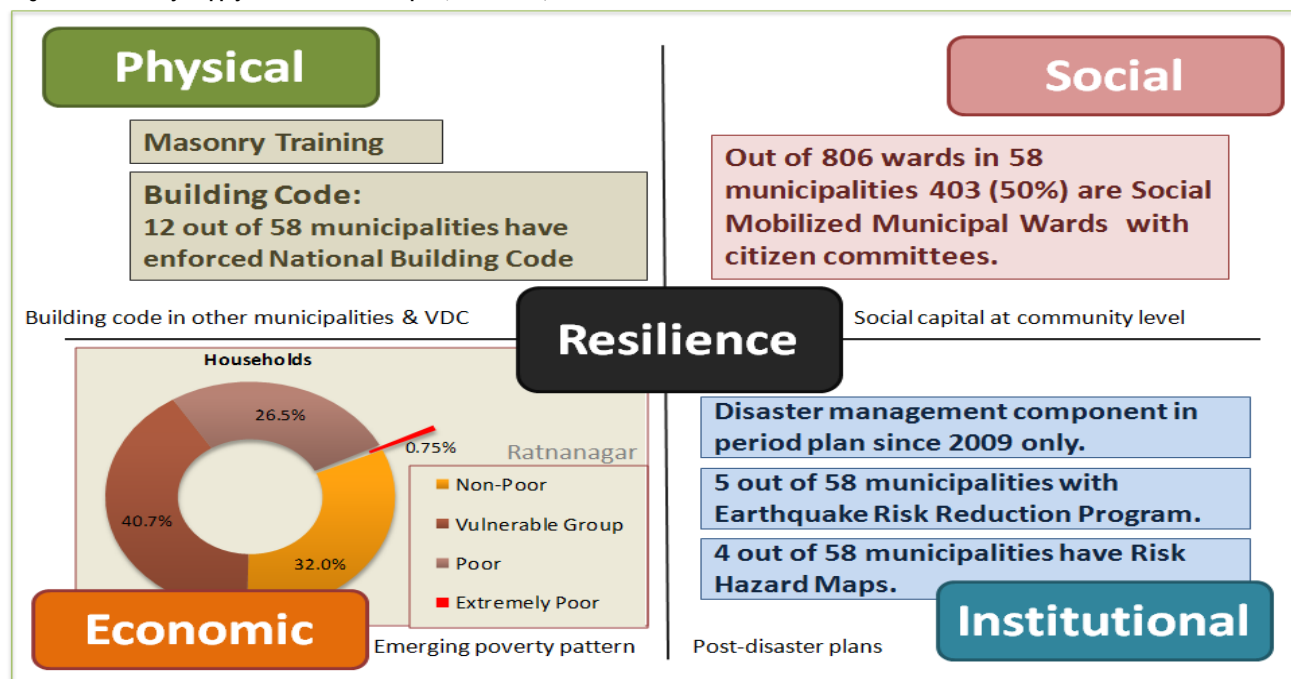 Physical
Masonry Training
Building Code:
12 out of 58 municipalities have
enforced National Building Code
Building code in other municipalities & VDC
Social
Out of 806 wards in 58
municipalities 403 (50%) are Social
Mobilized Municipal Wards with
citizen committees.
Social capital at community level
Resilience
Households
26.5%
0.75%
40.7%
32.0%
Ratnanagar
Non-Poor
Vulnerable Group
Poor
Extremely Poor
Economic
Emerging poverty pattern
Disaster management component in
period plan since 2009 only.
5 out of 58 municipalities with
Earthquake Risk Reduction Program.
4 out of 58 municipalities have Risk
Hazard Maps.
Institutional
Post-disaster plans